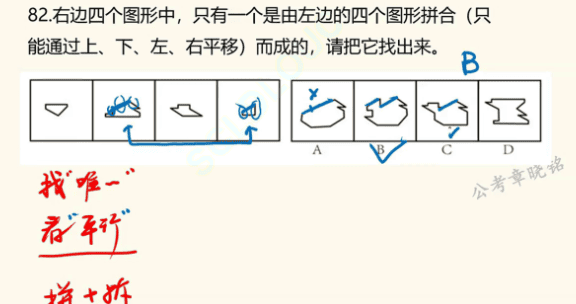 82.右边四个图形中，只有一个是由左边的四个图形拼合（只
能通过上、下、左、右平移）而成的，请把它找出来。
B
A B C D
公考章晓铭
找"唯一"
看"平行"
拼+拆